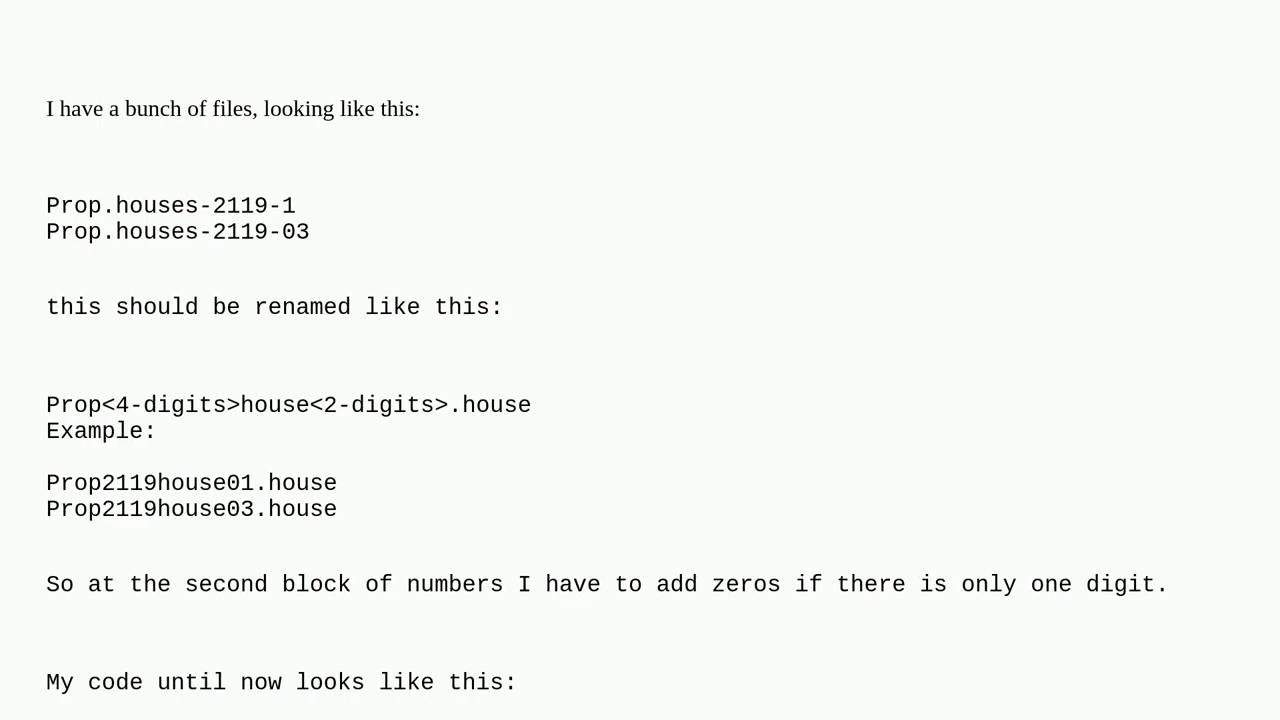 I have a bunch of files, looking like this:
Prop.houses-2119-1
Prop.houses-2119-03
this should be renamed like this:
Prop<4-digits>house<2-digits>.house
Example:
Prop2119house01.house
Prop2119house03.house
So at the second block of numbers I have to add zeros if there is only one digit.
My code until now looks like this: